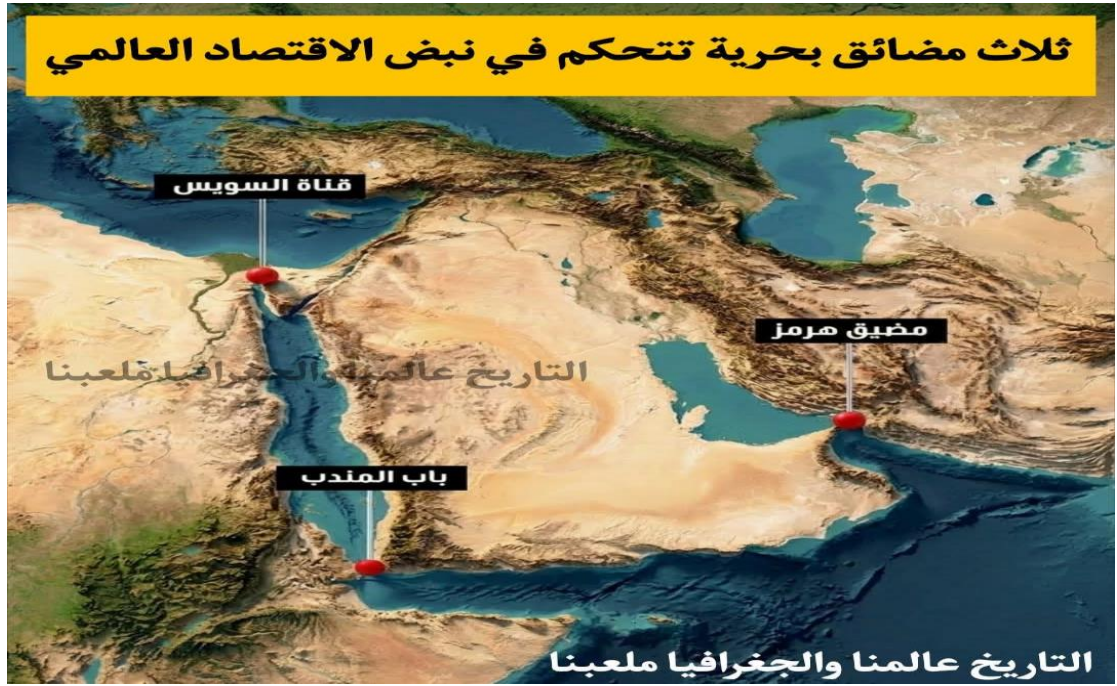 ثلاث مضائق بحرية تتحكم في نبض الاقتصاد العالمي
قناة السويس
مضيق هرمز
التاريخ عالمنا والجغرافيا ملعبنا
باب المندب
التاريخ عالمنا والجغرافيا ملعبنا